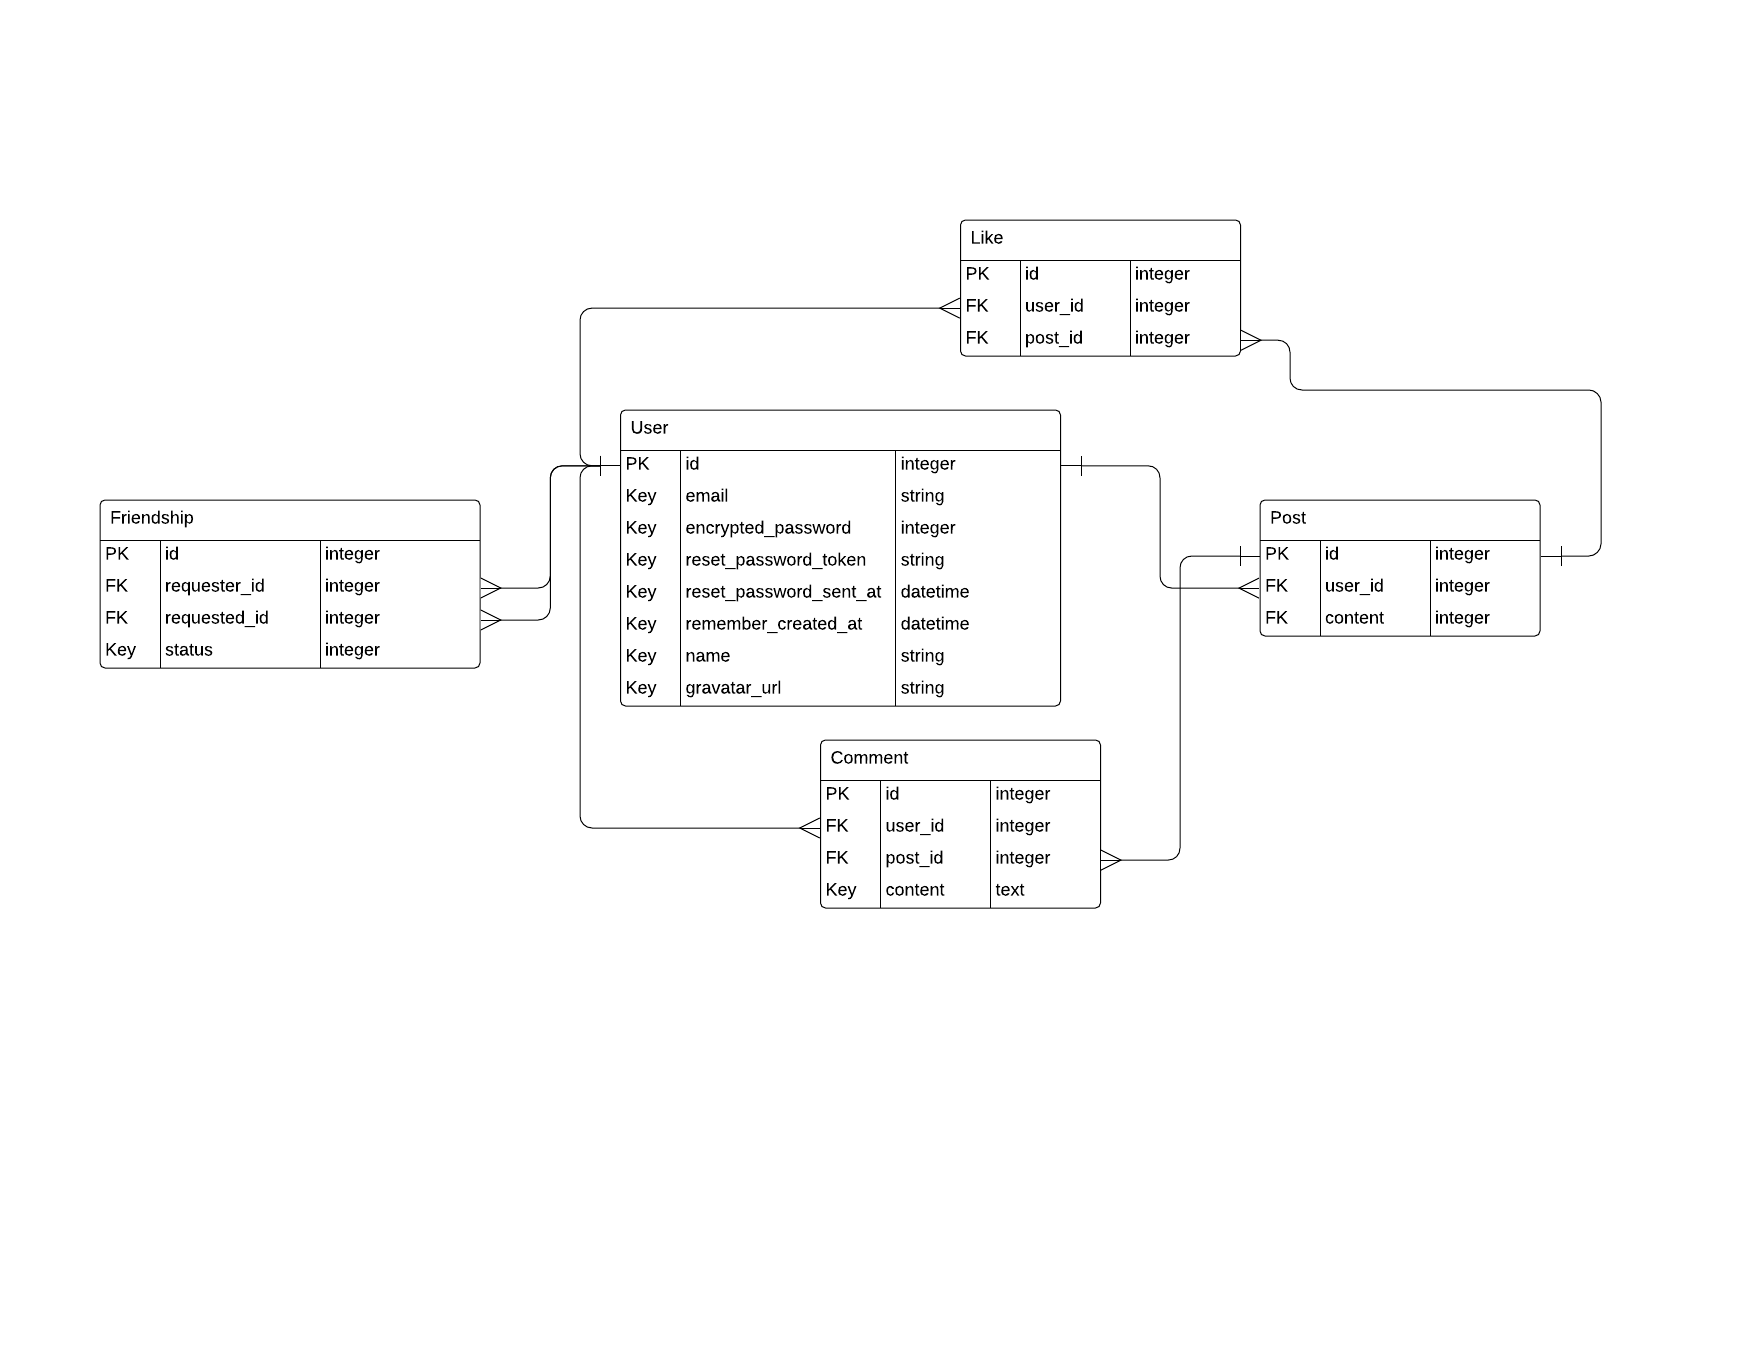 Like
PK id integer
FK user_id integer
FK post_id integer
User
PK id integer
Key email string
Key encrypted_password integer
Key reset_password_token string
Key reset_password_sent_at datetime
Key remember_created_at datetime
Key name string
Key gravatar_url string
Friendship
PK id integer
FK requester_id integer
FK requested_id integer
Key status integer
Post
PK id integer
FK user_id integer
FK content integer
Comment
PK id integer
FK user_id integer
FK post_id integer
Key content text